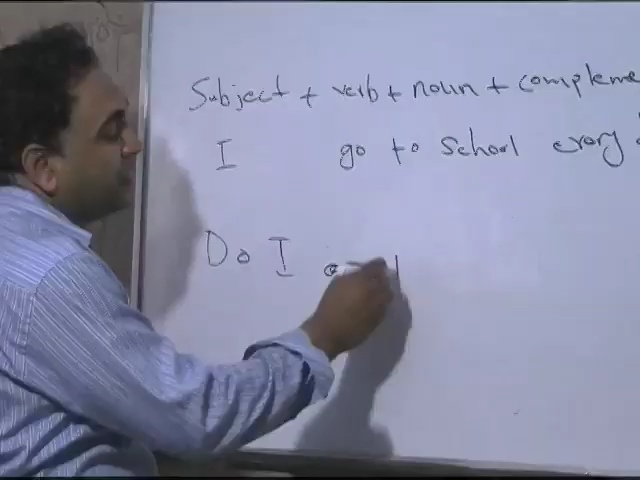 Subject + verb + noun + compleme
I go to school every
Do I